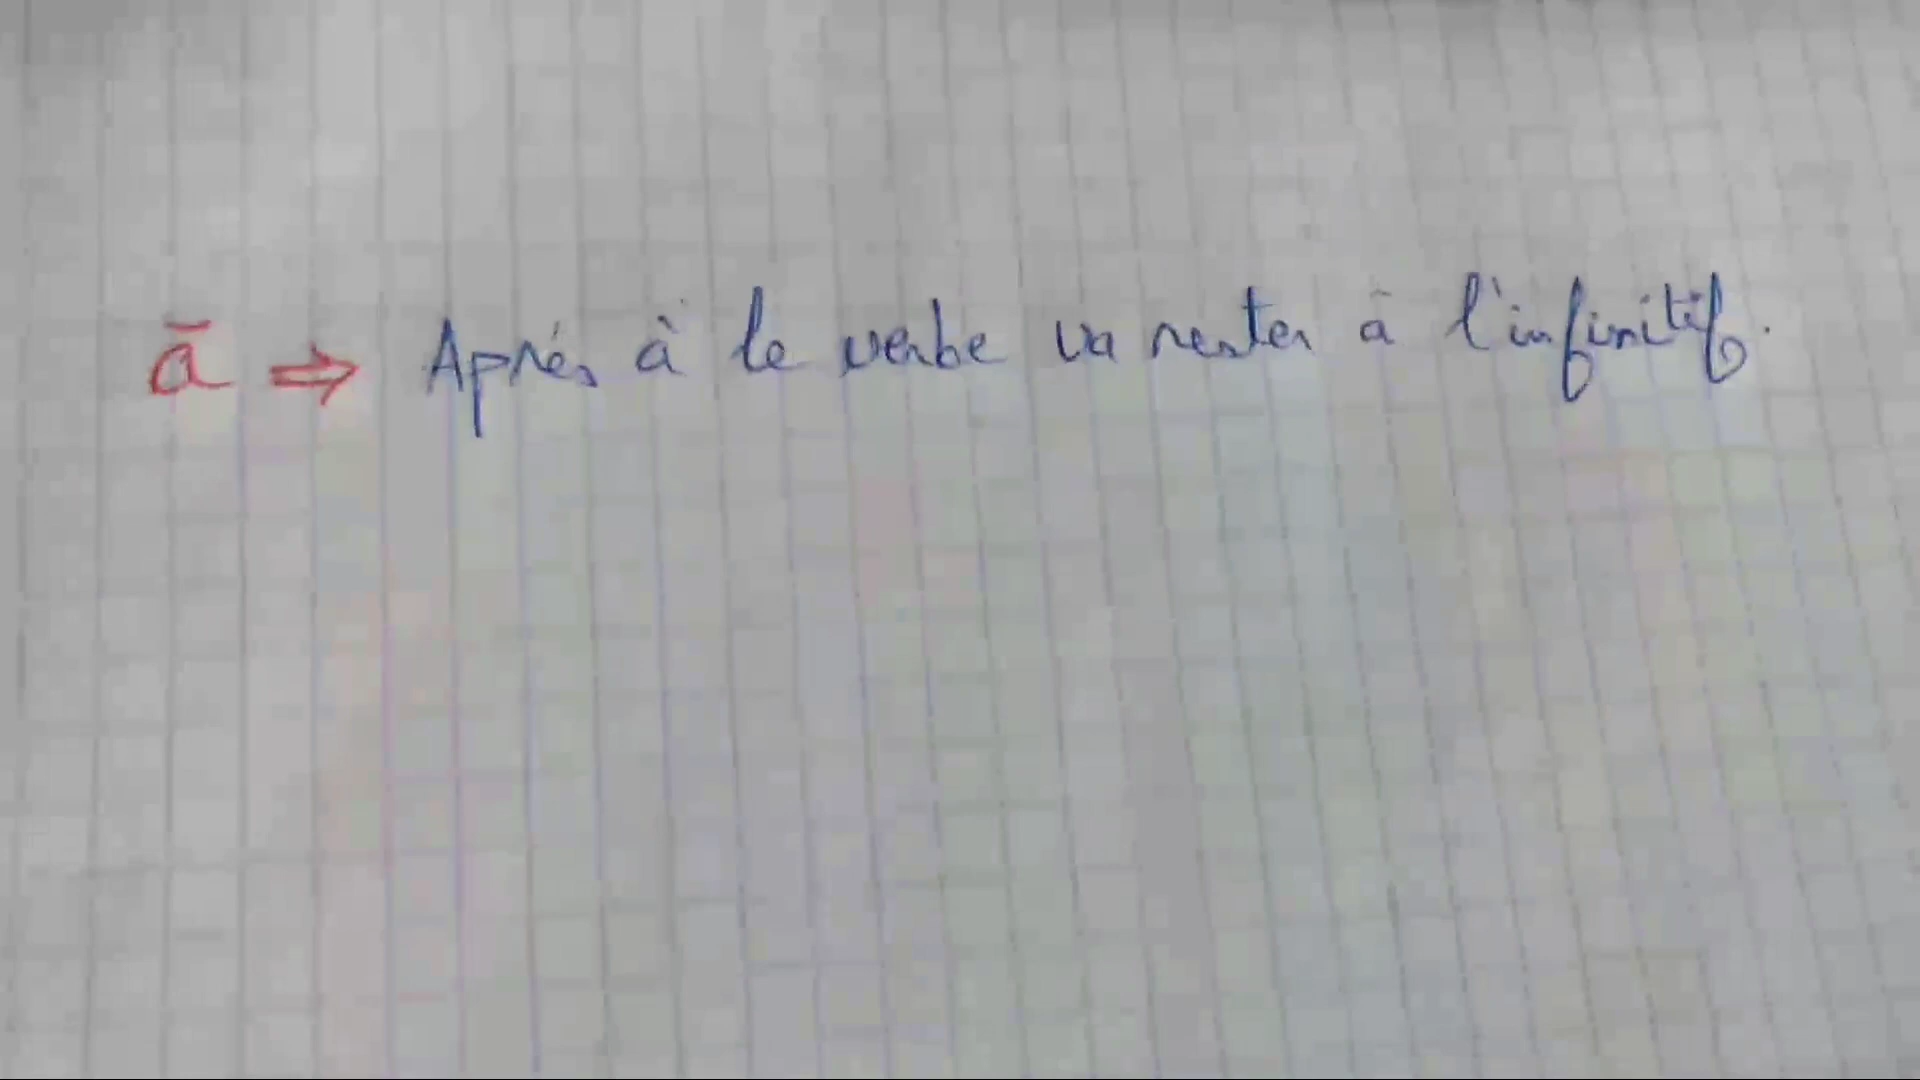 à ⇒ Après à le verbe va rester à l'infinitif.